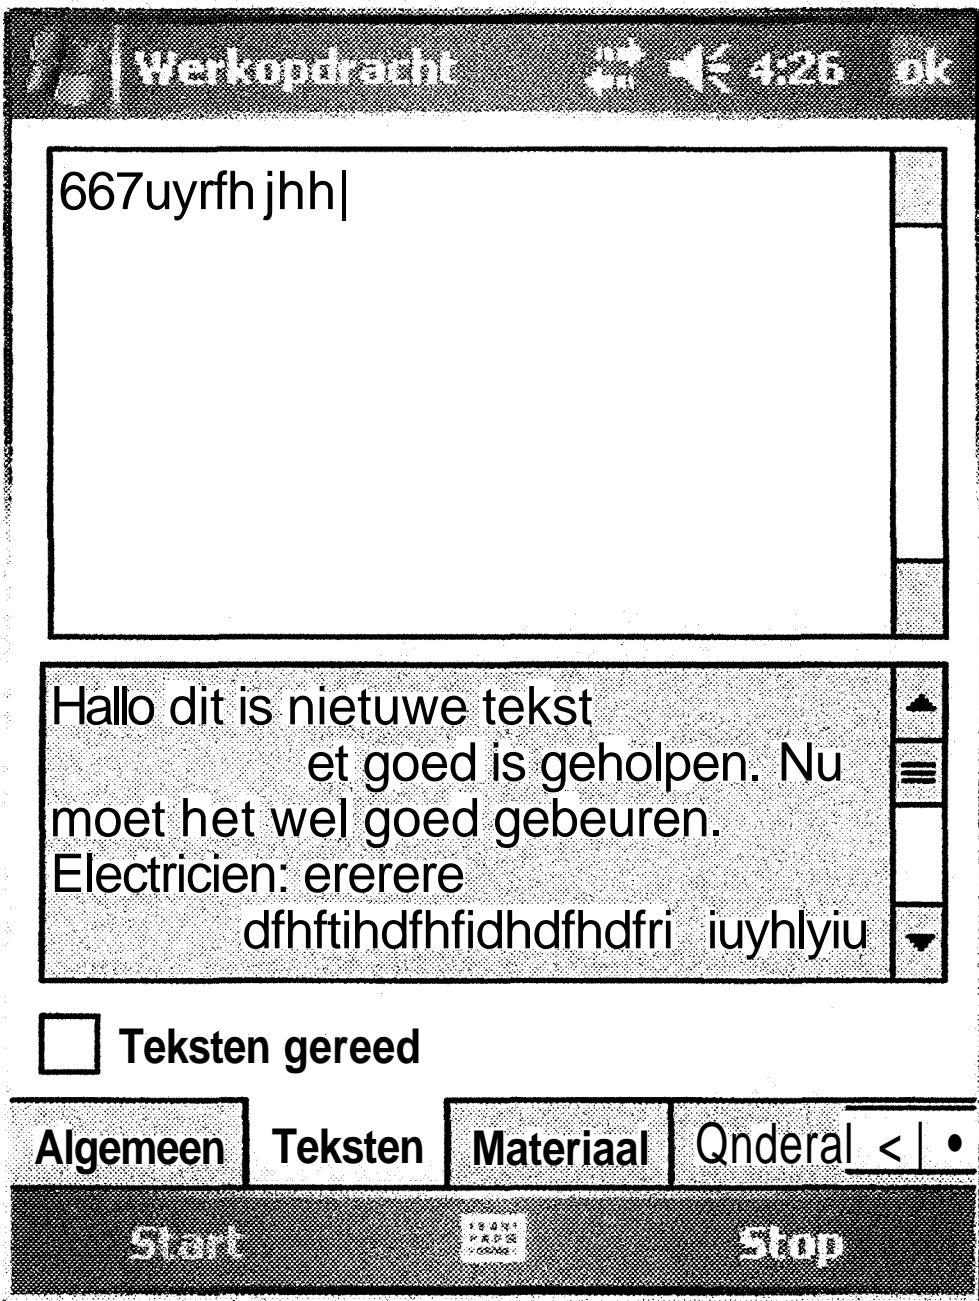 Werkopdracht 4:26 ok
667uyrfh jhh
Hallo dit is nietuwe tekst
et goed is geholpen. Nu
moet het wel goed gebeuren.
Electricien: erererere
dfhftihdfhfidhdfhdfri iuyhlyiu
Teksten gereed
Algemeen Teksten Materiaal Qnderal < •
Start Stop